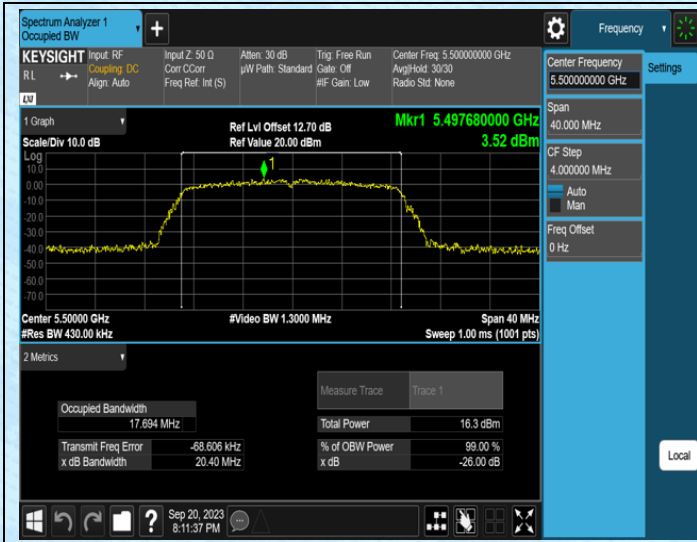 Spectrum Analyzer 1
Occupied BW
Frequency
KEYSIGHT
Input: RF
Coupling: DC
Align: Auto
Input Z: 50 Ω
Corr CCorr
Freq Ref: Int (S)
Atten: 30 dB
µW Path: Standard
Trig: Free Run
Gate: Off
#IF Gain: Low
Center Freq: 5.500000000 GHz
Avg|Hold: 30/30
Radio Std: None
RL
LXI
1 Graph
Scale/Div 10.0 dB
Ref Lvl Offset 12.70 dB
Ref Value 20.00 dBm
Mkr1 5.497680000 GHz
3.52 dBm
Log
10.0
0.00
-10.0
-20.0
-30.0
-40.0
-50.0
-60.0
-70.0
1
Center 5.50000 GHz
#Res BW 430.00 kHz
#Video BW 1.3000 MHz
Span 40 MHz
Sweep 1.00 ms (1001 pts)
2 Metrics
Measure Trace
Trace 1
Occupied Bandwidth
17.694 MHz
Total Power
16.3 dBm
Transmit Freq Error
-68.606 kHz
% of OBW Power
99.00 %
x dB Bandwidth
20.40 MHz
x dB
-26.00 dB
Sep 20, 2023
8:11:37 PM
Center Frequency
5.500000000 GHz
Settings
Span
40.000 MHz
CF Step
4.000000 MHz
Auto
Man
Freq Offset
0 Hz
Local